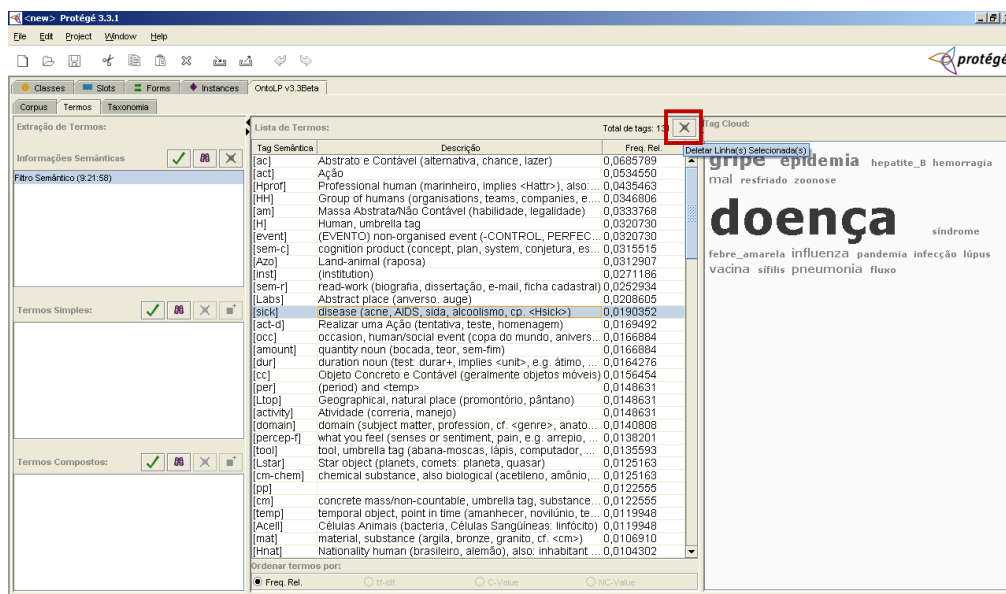 <new> Protégé 3.3.1
File Edit Project Window Help
protégé
Classes Slots Forms Instances OntoLP v3.3Beta
Corpus Termos Taxonomia
Extração de Termos:
Informações Semânticas
Filtro Semântico (9:21:58)
Termos Simples:
Termos Compostos:
Lista de Termos: Total de tags: 13
Tag Semântica Descrição Freq. Rel.
[ac] Abstrato e Contável (alternativa, chance, lazer) 0,0685789
[act] Ação 0,0534550
[Hprof] Professional human (marinheiro, implies <Hattr>), also:... 0,0435463
[HH] Group of humans (organisations, teams, companies, e... 0,0346806
[am] Massa Abstrata/Não Contável (habilidade, legalidade) 0,0333768
[H] Human, umbrella tag 0,0320730
[event] (EVENTO) non-organised event (-CONTROL, PERFEC... 0,0320730
[sem-c] cognition product (concept, plan, system, conjetura, es... 0,0315515
[Azo] Land-animal (raposa) 0,0312907
[inst] (institution) 0,0271186
[sem-r] read-work (biografia, dissertação, e-mail, ficha cadastral) 0,0252934
[Labs] Abstract place (anverso. auge) 0,0208605
[sick] disease (acne, AIDS, sida, alcoolismo, cp. <Hsick>) 0,0190352
[act-d] Realizar uma Ação (tentativa, teste, homenagem) 0,0169492
[occ] occasion, human/social event (copa do mundo, anivers... 0,0166884
[amount] quantity noun (bocada, teor, sem-fim) 0,0166884
[dur] duration noun (test: durar+, implies <unit>, e.g. átimo, ... 0,0164276
[cc] Objeto Concreto e Contável (geralmente objetos móveis) 0,0156454
[per] (period) and <temp> 0,0148631
[Ltop] Geographical, natural place (promontório, pântano) 0,0148631
[activity] Atividade (correria, manejo) 0,0148631
[domain] domain (subject matter, profession, cf. <genre>, anato... 0,0140808
[percep-f] what you feel (senses or sentiment, pain, e.g. arrepio, ... 0,0138201
[tool] tool, umbrella tag (abana-moscas, lápis, computador, ... 0,0135593
[Lstar] Star object (planets, comets: planeta, quasar) 0,0125163
[cm-chem] chemical substance, also biological (acetileno, amônio,... 0,0125163
[pp] 0,0122555
[cm] concrete mass/non-countable, umbrella tag, substance... 0,0122555
[temp] temporal object, point in time (amanhecer, novilúnio, te... 0,0119948
[Acell] Células Animais (bacteria, Células Sangüíneas: linfócito) 0,0119948
[mat] material, substance (argila, bronze, granito, cf. <cm>) 0,0106910
[Hnat] Nationality human (brasileiro, alemão), also: inhabitant ... 0,0104302
Ordenar termos por:
Freq. Rel. tf-idf C-Value NC-Value
Tag Cloud:
Deletar Linha(s) Selecionada(s)
gripe epidemia hepatite_B hemorragia
mal resfriado zoonose
doença síndrome
febre_amarela influenza pandemia infecção lúpus
vacina sífilis pneumonia fluxo